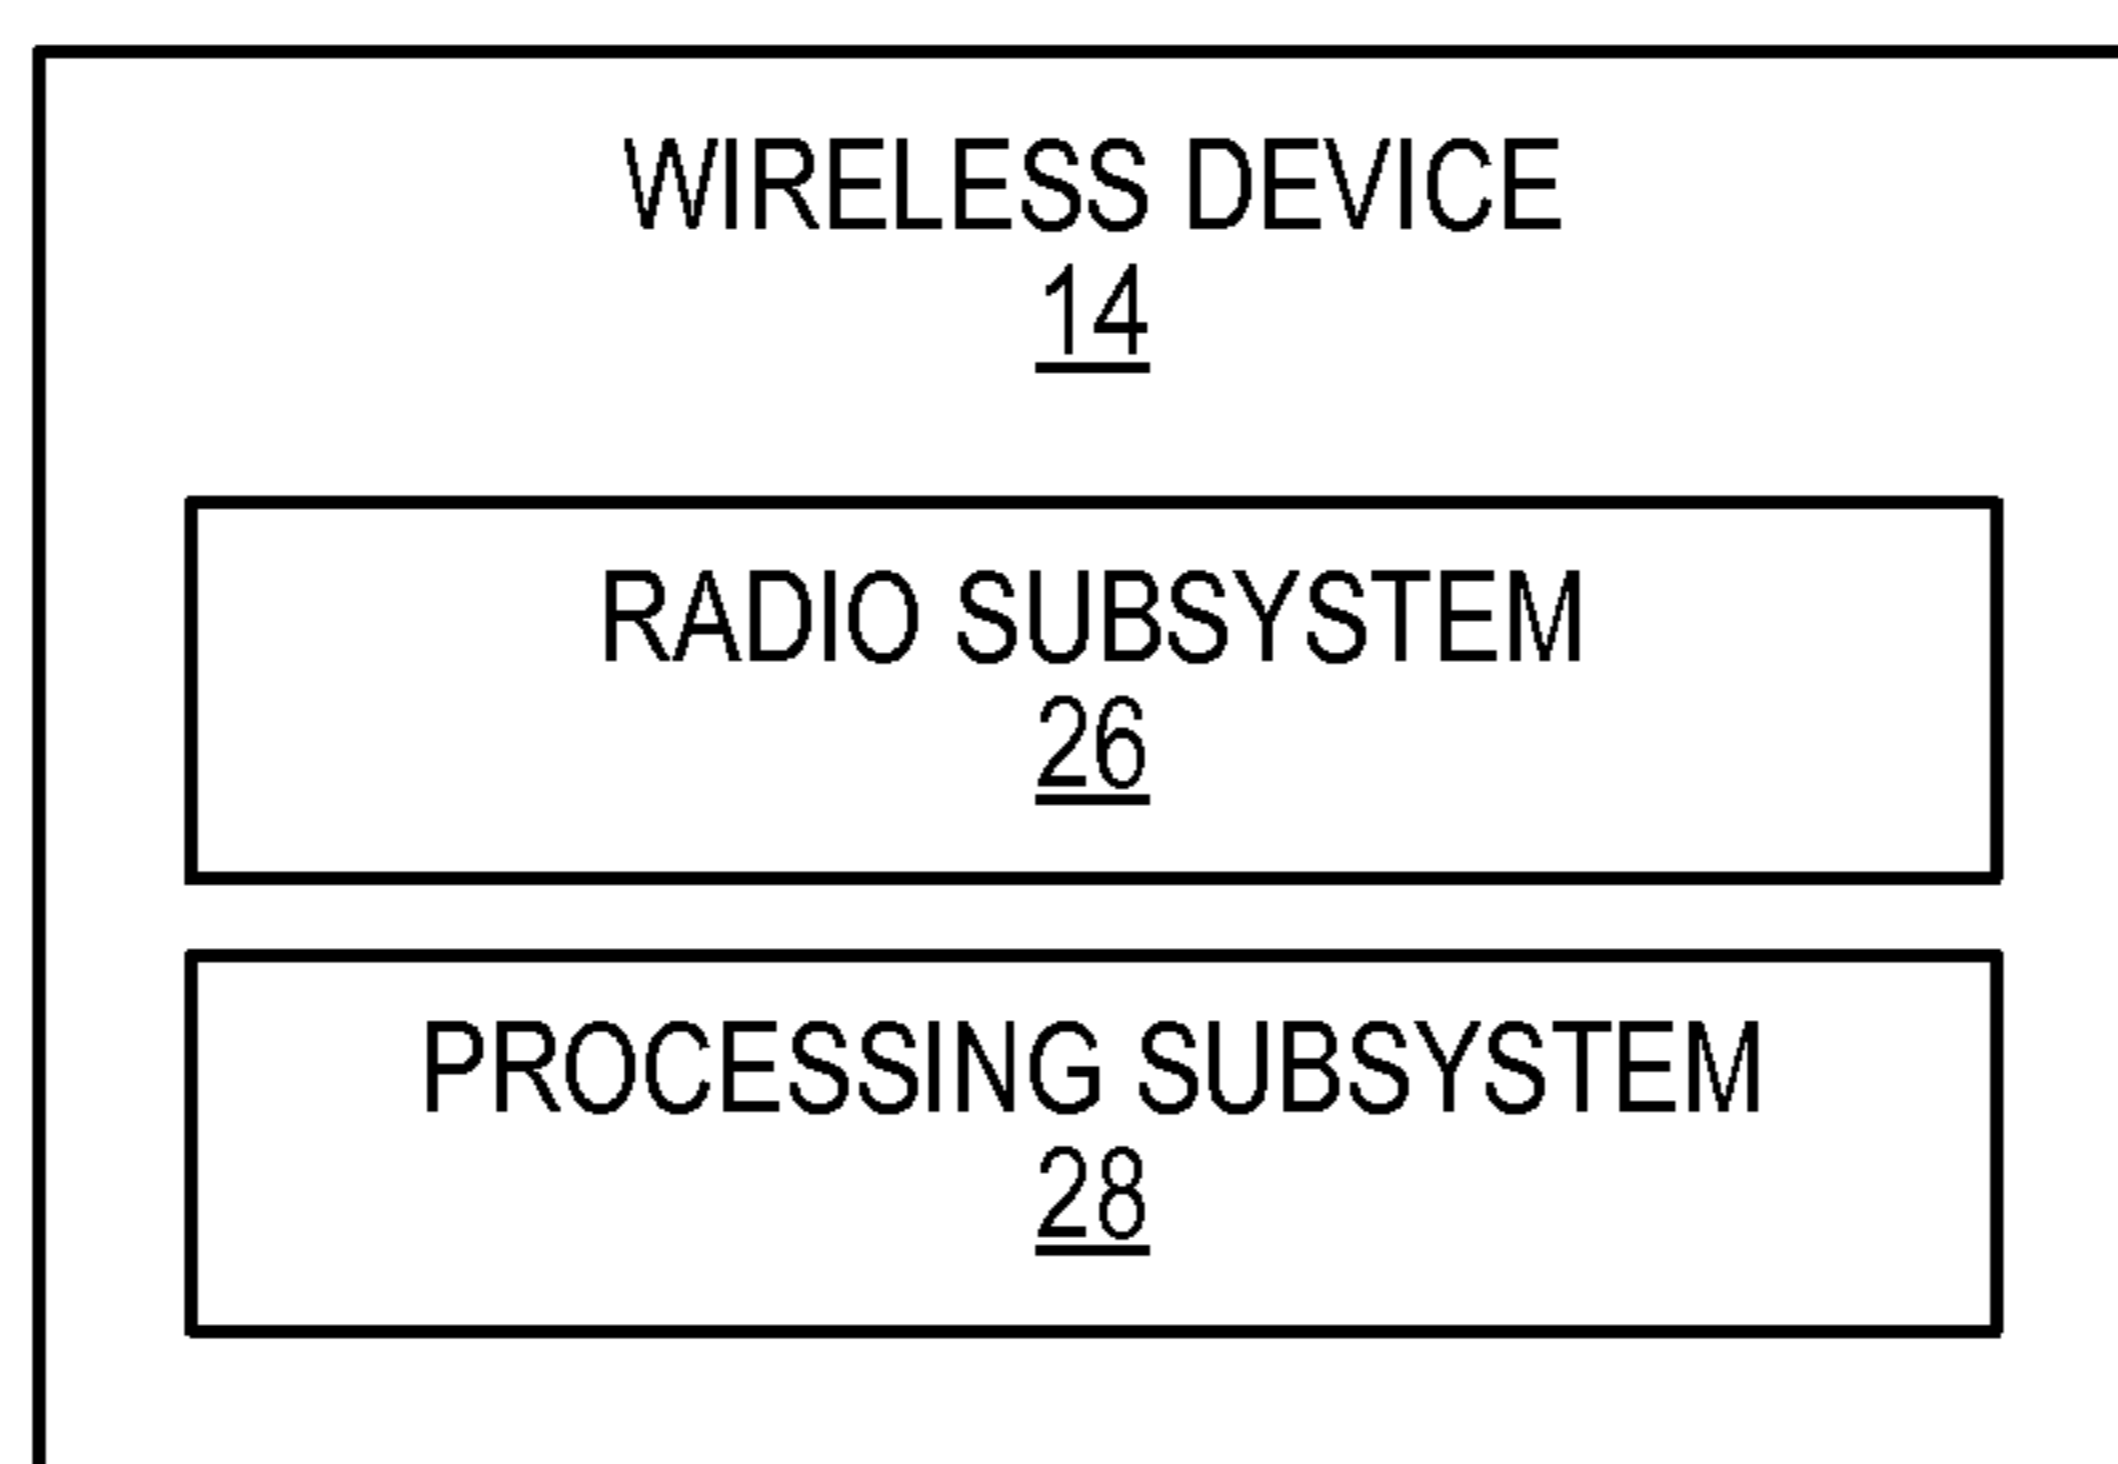 WIRELESS DEVICE
14
RADIO SUBSYSTEM
26
PROCESSING SUBSYSTEM
28